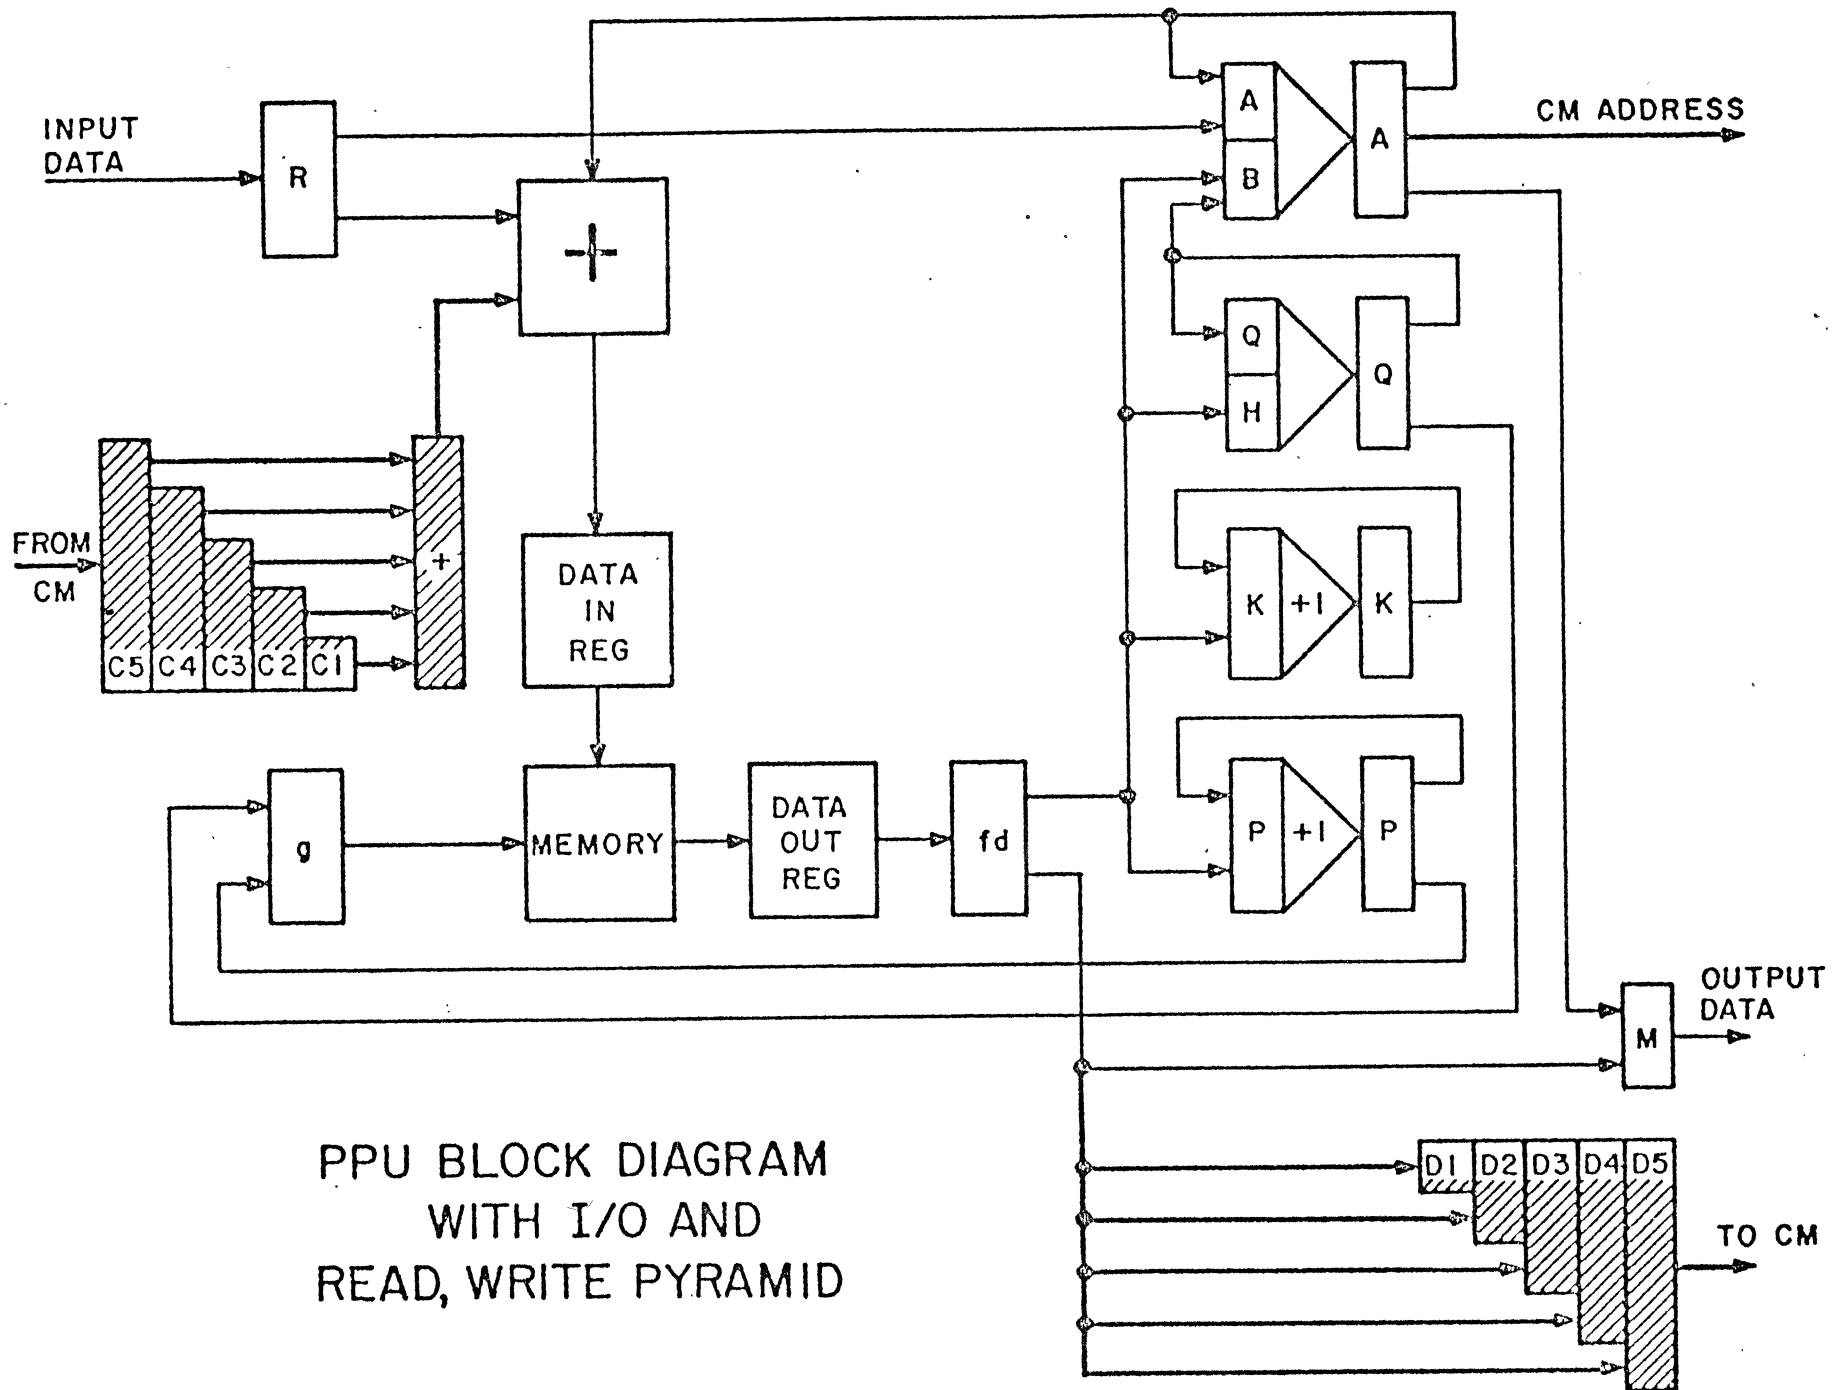 CM ADDRESS
INPUT
DATA
R
A
B
A
+
Q
H
Q
FROM
CM
C5 C4 C3 C2 C1
+
DATA
IN
REG
K +1 K
g
MEMORY
DATA
OUT
REG
fd
P +1 P
OUTPUT
DATA
M
PPU BLOCK DIAGRAM
WITH I/O AND
READ, WRITE PYRAMID
D1 D2 D3 D4 D5
TO CM